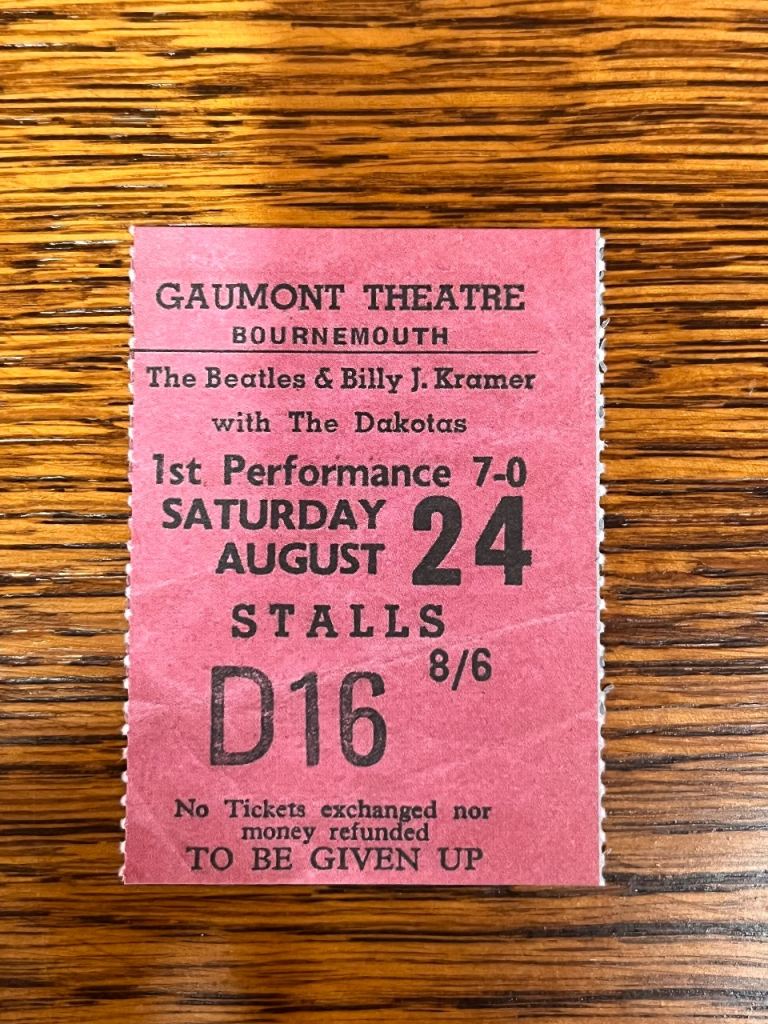 GAUMONT THEATRE
BOURNEMOUTH
The Beatles & Billy J. Kramer
with The Dakotas
1st Performance 7-0
SATURDAY
AUGUST 24
STALLS
8/6
D16
No Tickets exchanged nor
money refunded
TO BE GIVEN UP